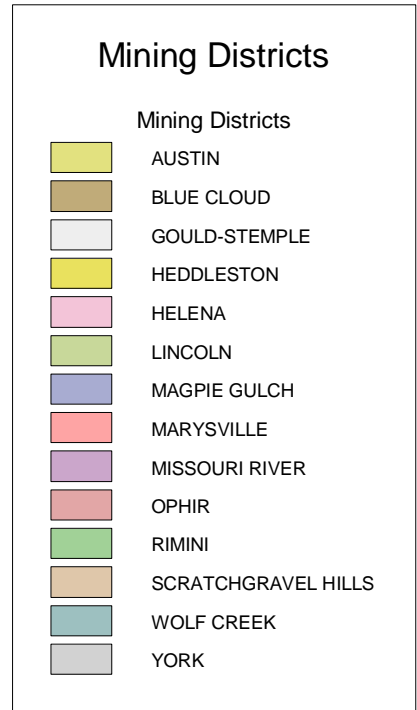 Mining Districts
Mining Districts
AUSTIN
BLUE CLOUD
GOULD-STEMPLE
HEDDLESTON
HELENA
LINCOLN
MAGPIE GULCH
MARYSVILLE
MISSOURI RIVER
OPHIR
RIMINI
SCRATCHGRAVEL HILLS
WOLF CREEK
YORK